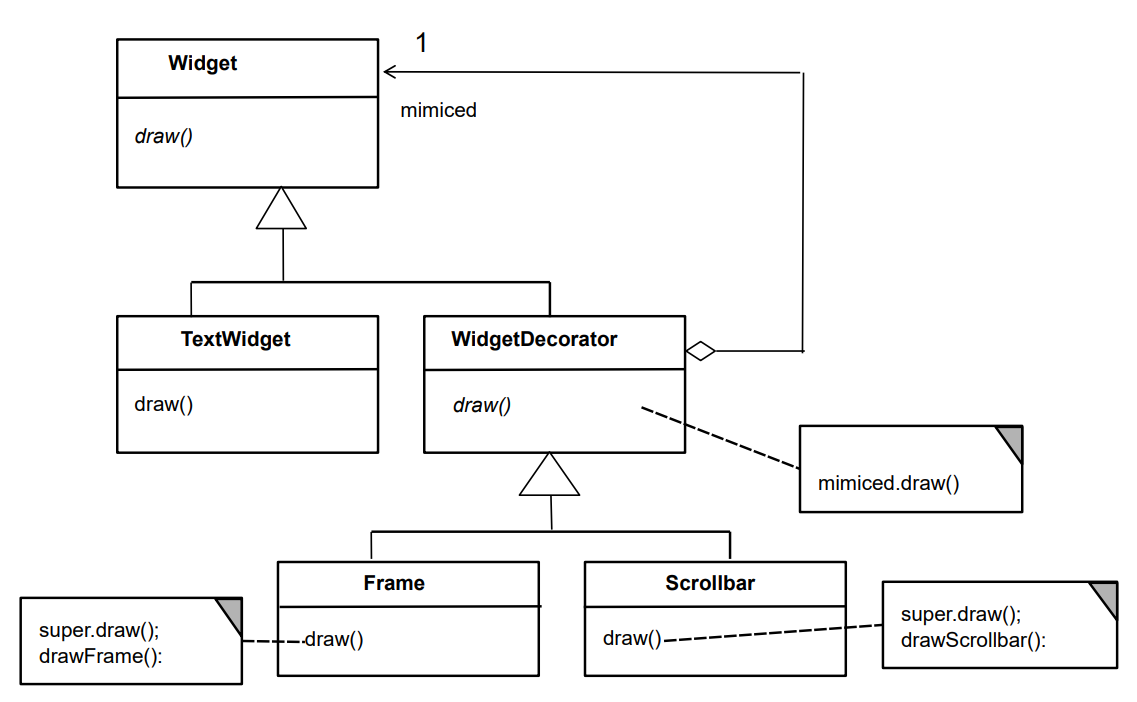 1
Widget
mimiced
draw()
TextWidget
WidgetDecorator
draw()
draw()
mimiced.draw()
Frame
Scrollbar
super.draw();
drawFrame():
draw()
draw()
super.draw();
drawScrollbar():